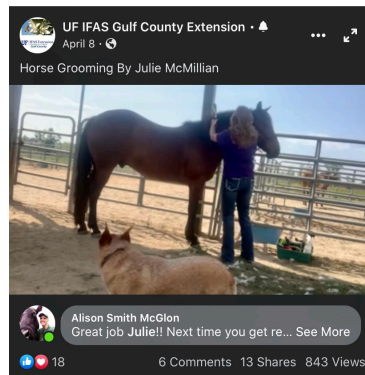 UF IFAS Gulf County Extension ·
April 8 ·
Horse Grooming By Julie McMillian
Alison Smith McGlon
Great job Julie!! Next time you get re... See More
18
6 Comments 13 Shares 843 Views